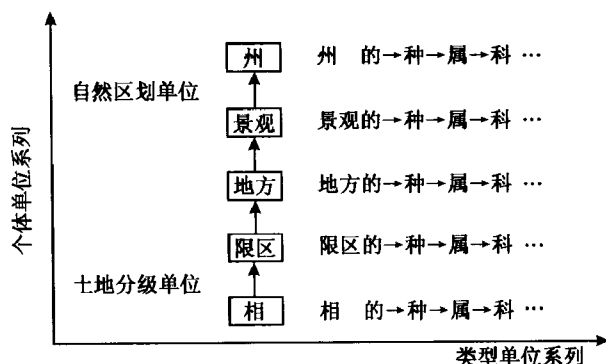 州 州 的→种→属→科 …
自然区划单位
景观 景观的→种→属→科 …
地方 地方的→种→属→科 …
限区 限区的→种→属→科 …
土地分级单位
相 相 的→种→属→科 …
个体单位系列
类型单位系列